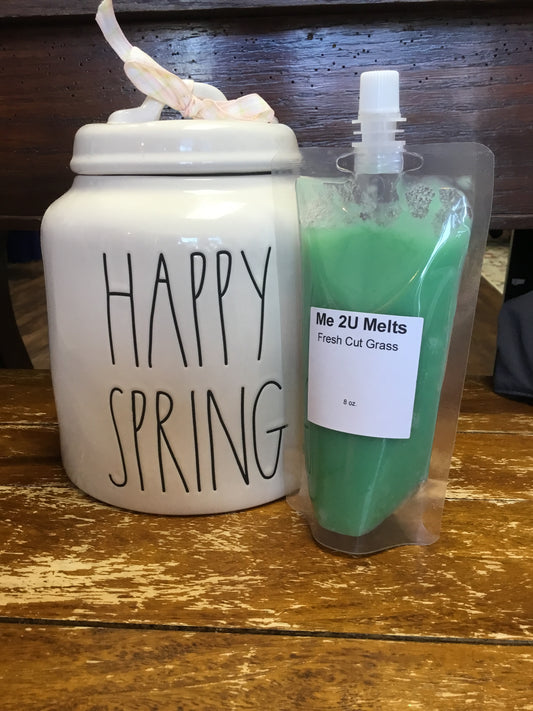 HAPPY
SPRING
Me 2U Melts
Fresh Cut Grass
8 oz.